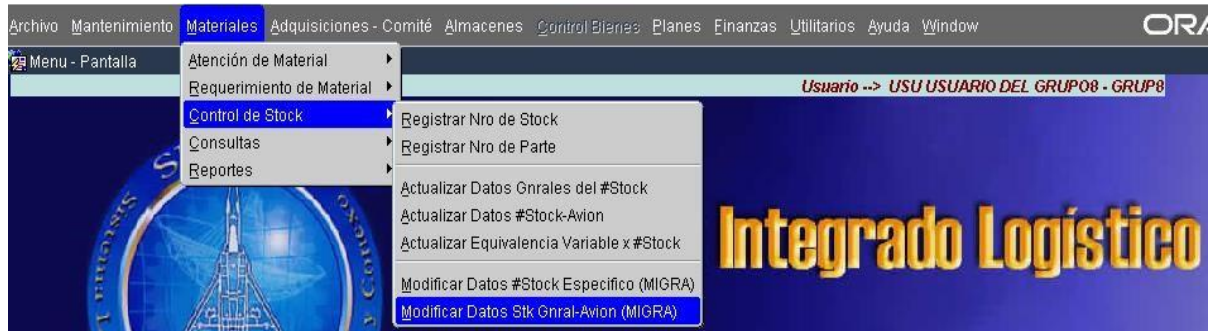 Archivo Mantenimiento Materiales Adquisiciones - Comité Almacenes Control Bienes Planes Finanzas Utilitarios Ayuda Window ORA
Menu - Pantalla
Usuario --> USU USUARIO DEL GRUPO8 - GRUP8
Atención de Material
Requerimiento de Material
Control de Stock
Consultas
Reportes
Registrar Nro de Stock
Registrar Nro de Parte
Actualizar Datos Gnrales del #Stock
Actualizar Datos #Stock-Avion
Actualizar Equivalencia Variable x #Stock
Modificar Datos #Stock Especifico (MIGRA)
Modificar Datos Stk Gnral-Avion (MIGRA)
Integrado Logístico